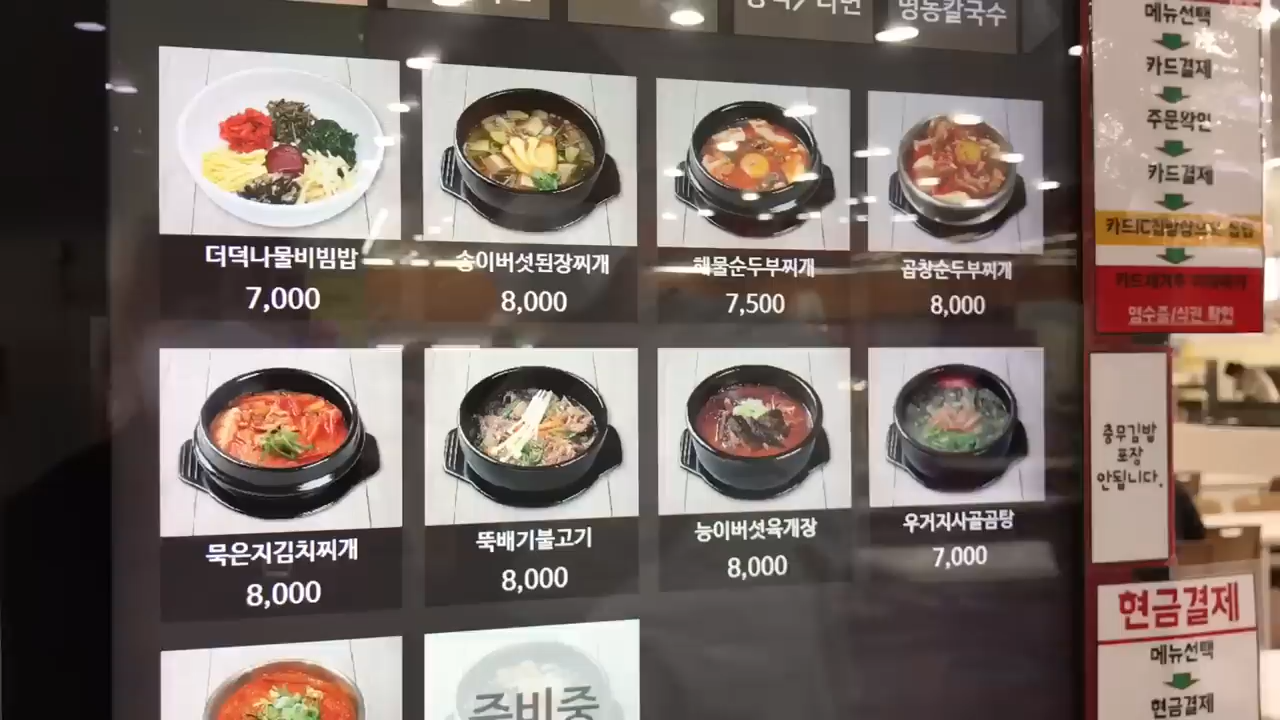 명동칼국수
더덕나물비빔밥
7,000
송이버섯된장찌개
8,000
해물순두부찌개
7,500
곱창순두부찌개
8,000
묵은지김치찌개
8,000
뚝배기불고기
8,000
능이버섯육개장
8,000
우거지사골곰탕
7,000
준비중
메뉴선택
카드결제
주문확인
카드결제
영수증/식권 확인
충무김밥
포장
안됩니다.
현금결제
메뉴선택
현금결제